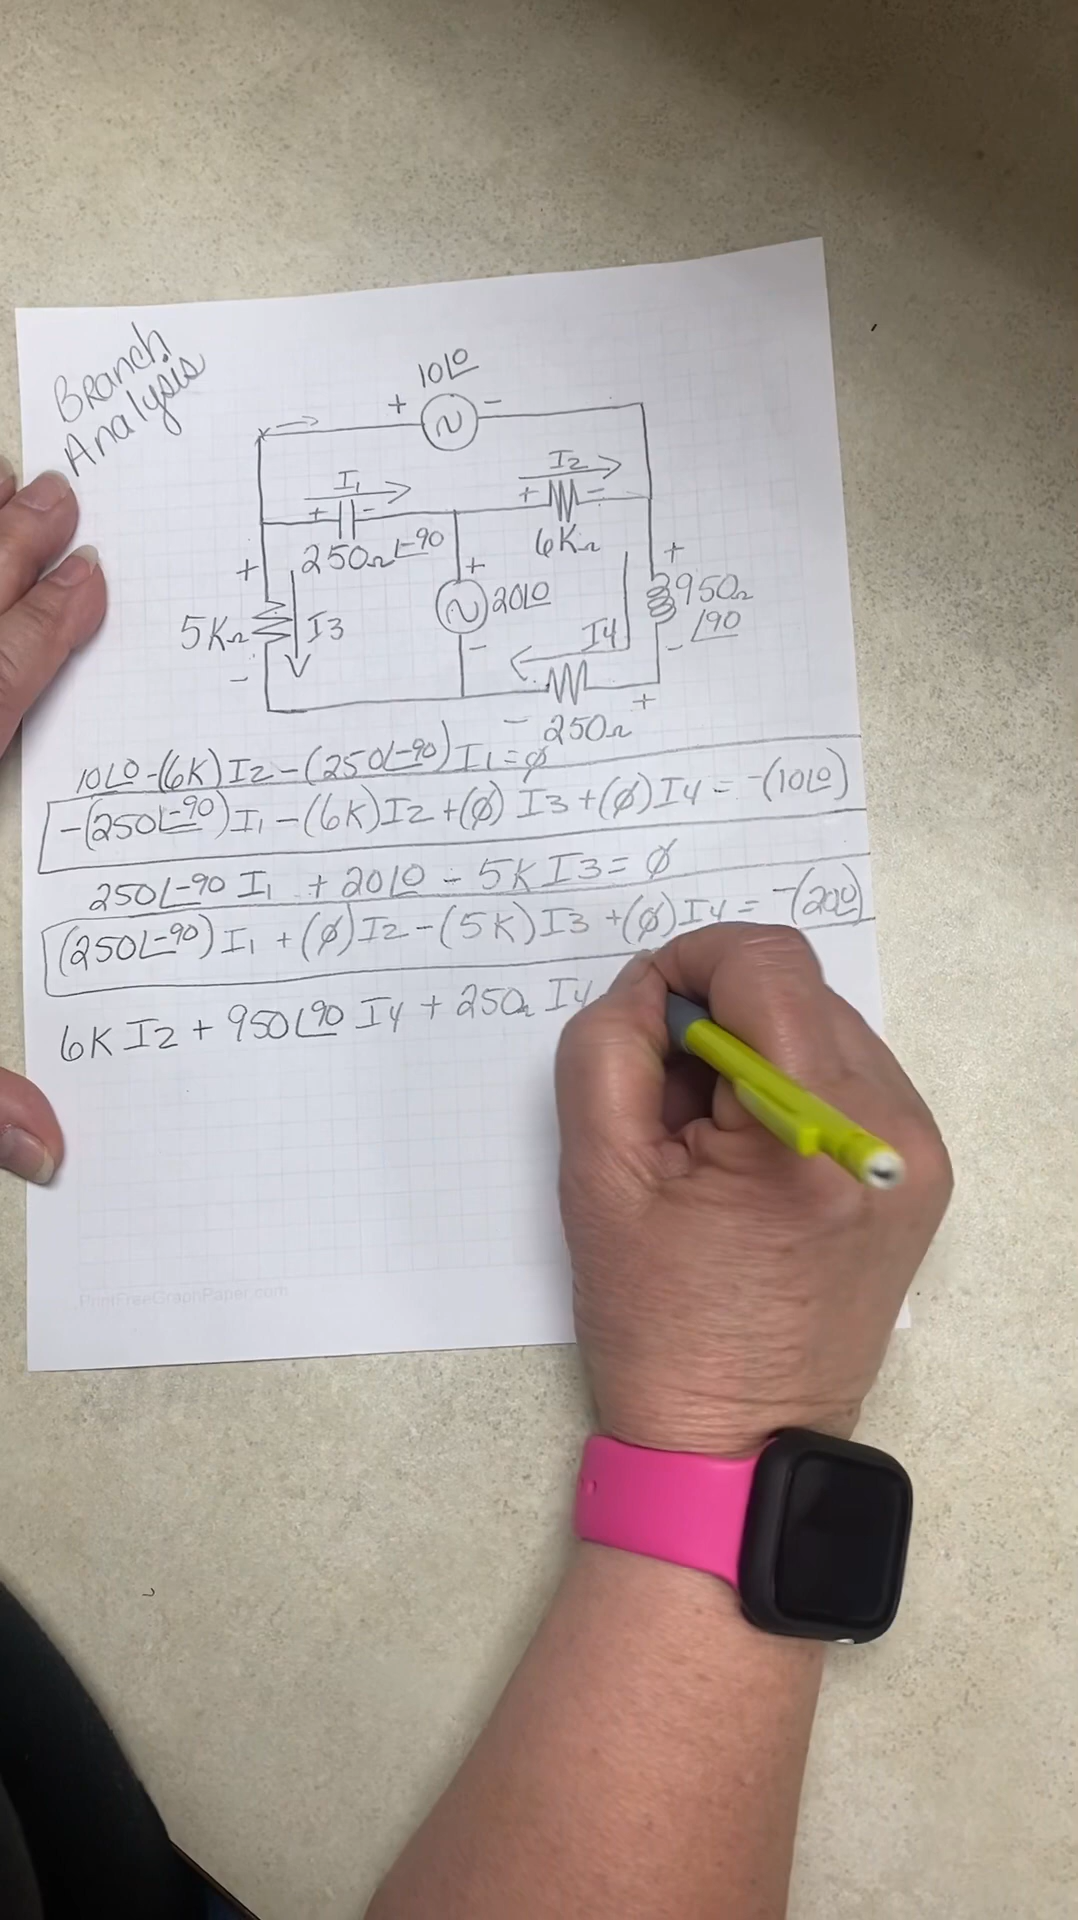 Branch
Analysis
10∠0
+ -
I1
+ -
250Ω∠-90
I2
+ -
6KΩ
+
5KΩ
-
I3
+
20∠0
-
I4
+
950Ω
∠90
-
- 250Ω +
10∠0 -(6K)I2 -(250∠-90)I1 = ∅
-(250∠-90)I1 -(6K)I2 +(∅)I3 +(∅)I4 = -(10∠0)
250∠-90 I1 + 20∠0 - 5K I3 = ∅
(250∠-90)I1 + (∅)I2 -(5K)I3 +(∅)I4 = -(20∠0)
6K I2 + 950∠90 I4 + 250Ω I4
PrintFreeGraphPaper.com